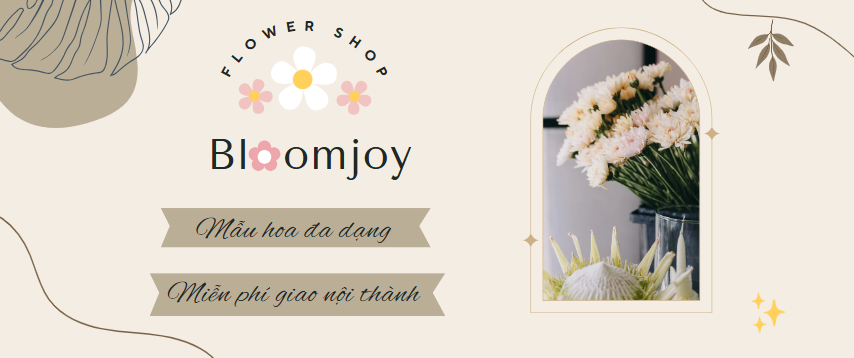 FLOWER SHOP
Bloomjoy
Mẫu hoa đa dạng
Miễn phí giao nội thành